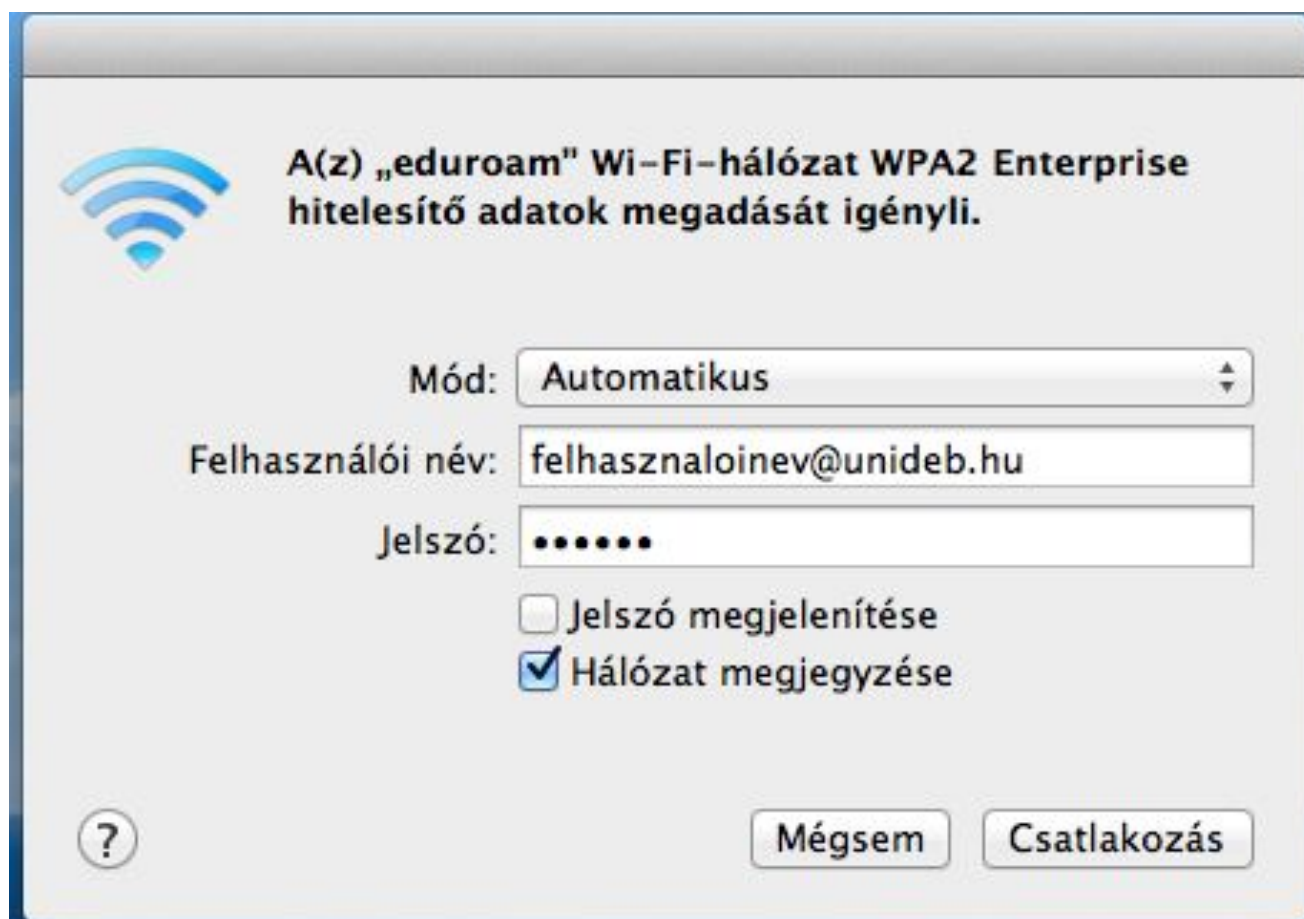 A(z) „eduroam" Wi-Fi-hálózat WPA2 Enterprise
hitelesítő adatok megadását igényli.
Mód: Automatikus
Felhasználói név: felhasznaloinev@unideb.hu
Jelszó: ••••••
Jelszó megjelenítése
Hálózat megjegyzése
? Mégsem Csatlakozás